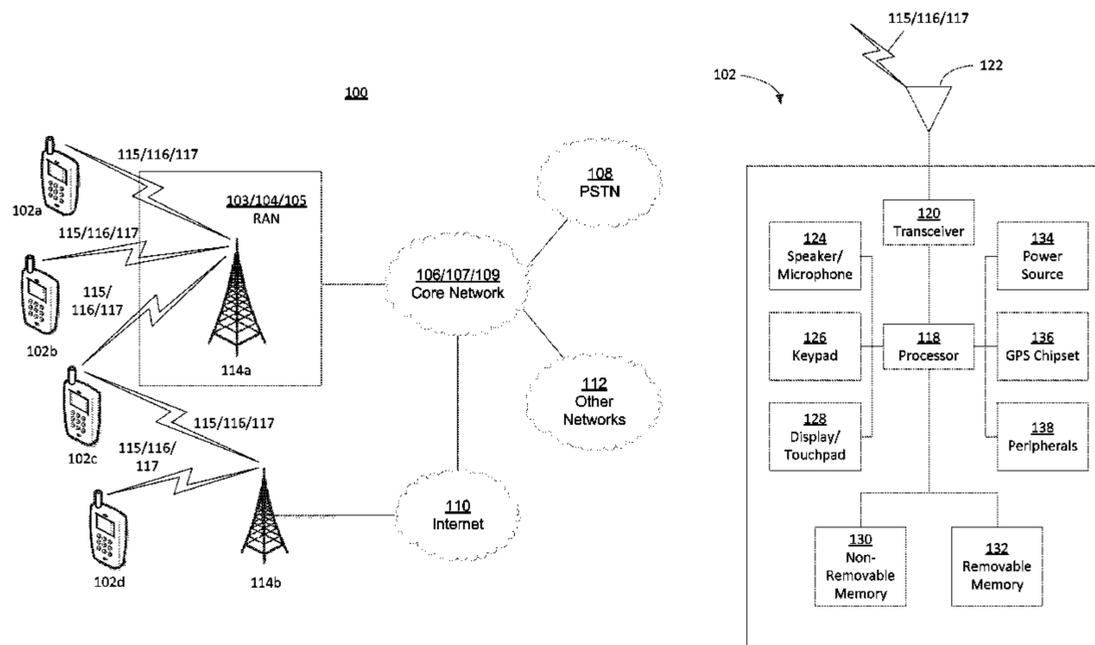 100
115/116/117
102a
103/104/105
RAN
115/116/117
102b
115/
116/117
114a
102c
115/116/117
115/116/
117
102d
114b
106/107/109
Core Network
108
PSTN
112
Other
Networks
110
Internet
115/116/117
102
122
120
Transceiver
124
Speaker/
Microphone
134
Power
Source
126
Keypad
118
Processor
136
GPS Chipset
128
Display/
Touchpad
138
Peripherals
130
Non-
Removable
Memory
132
Removable
Memory